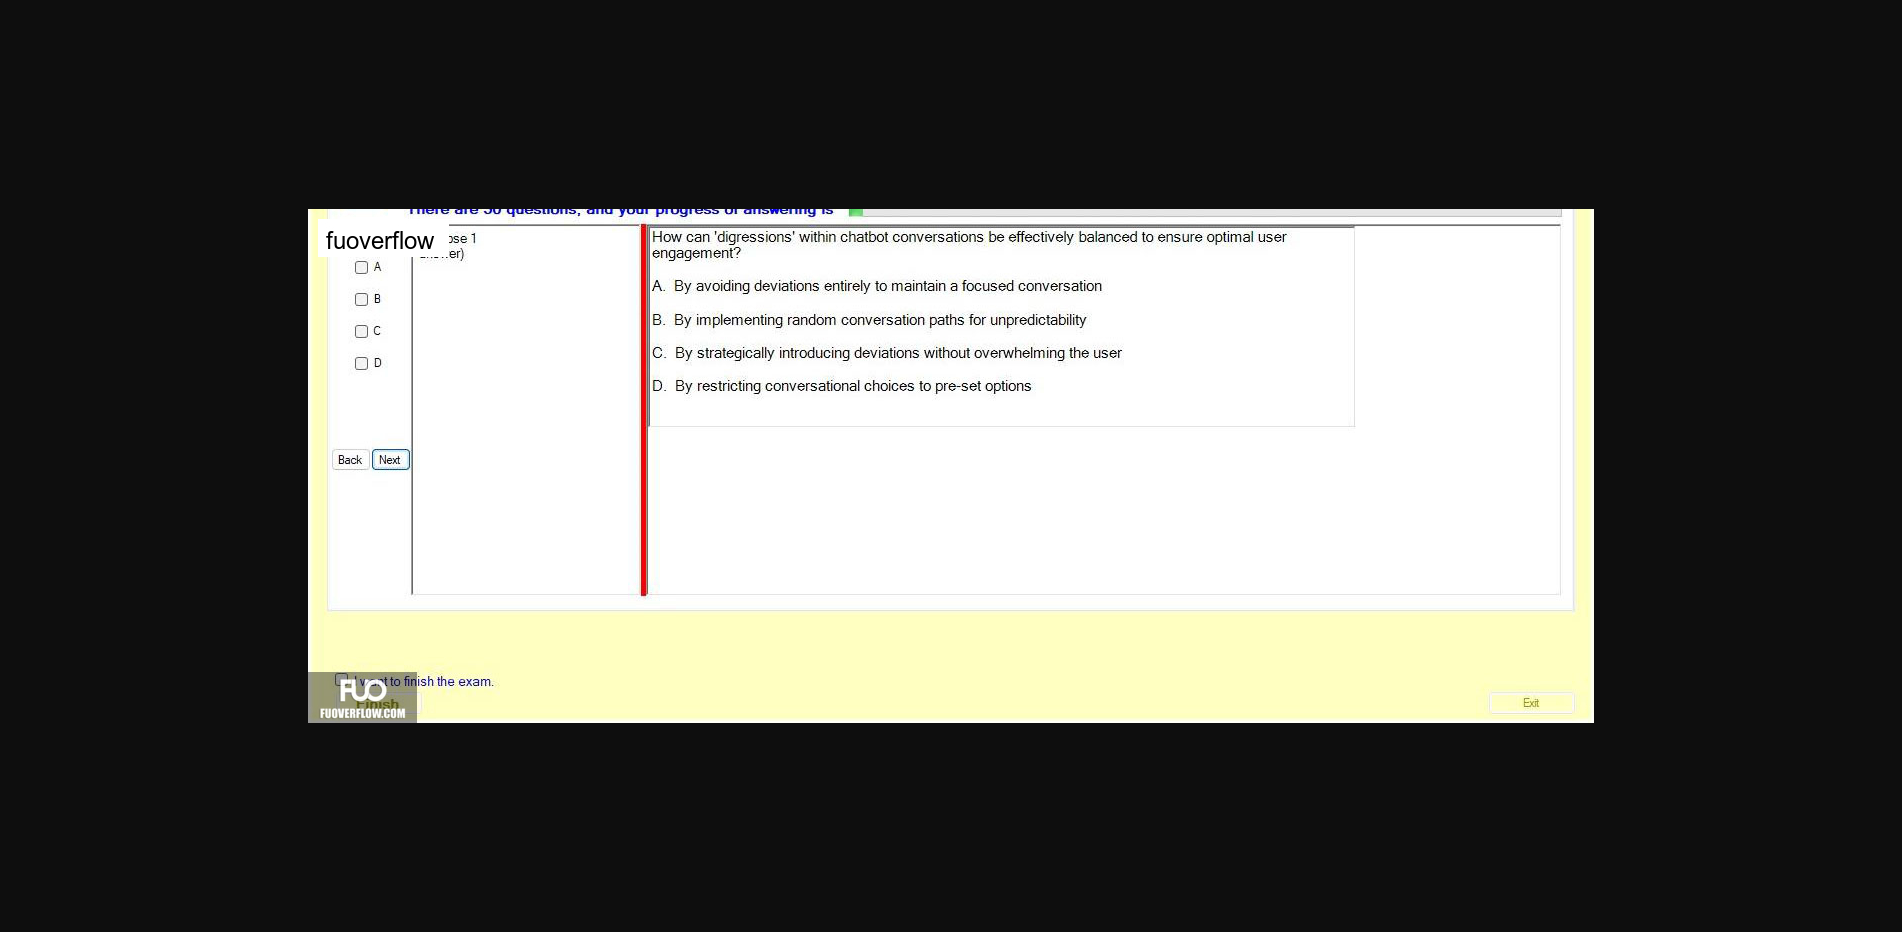 There are 50 questions, and your progress of answering is
fuoverflow
ose 1
er)
A
B
C
D
Back
Next
How can 'digressions' within chatbot conversations be effectively balanced to ensure optimal user
engagement?
A. By avoiding deviations entirely to maintain a focused conversation
B. By implementing random conversation paths for unpredictability
C. By strategically introducing deviations without overwhelming the user
D. By restricting conversational choices to pre-set options
I want to finish the exam.
Finish
FUO
FUOVERFLOW.COM
Exit